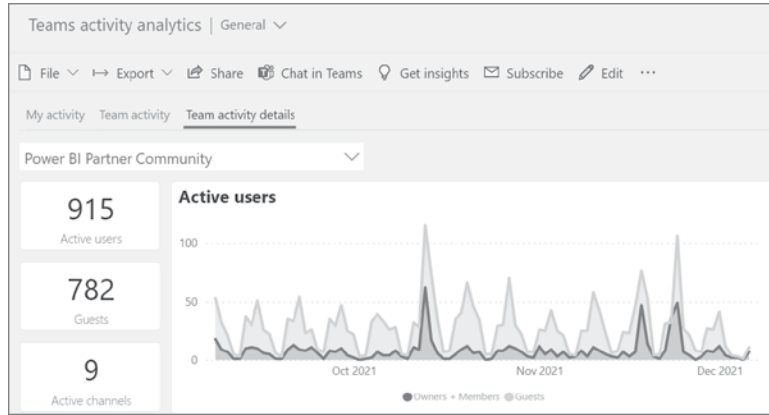 Teams activity analytics | General
File Export Share Chat in Teams Get insights Subscribe Edit ...
My activity Team activity Team activity details
Power BI Partner Community
915
Active users
782
Guests
9
Active channels
Active users
100
50
0
Oct 2021 Nov 2021 Dec 2021
Owners + Members Guests